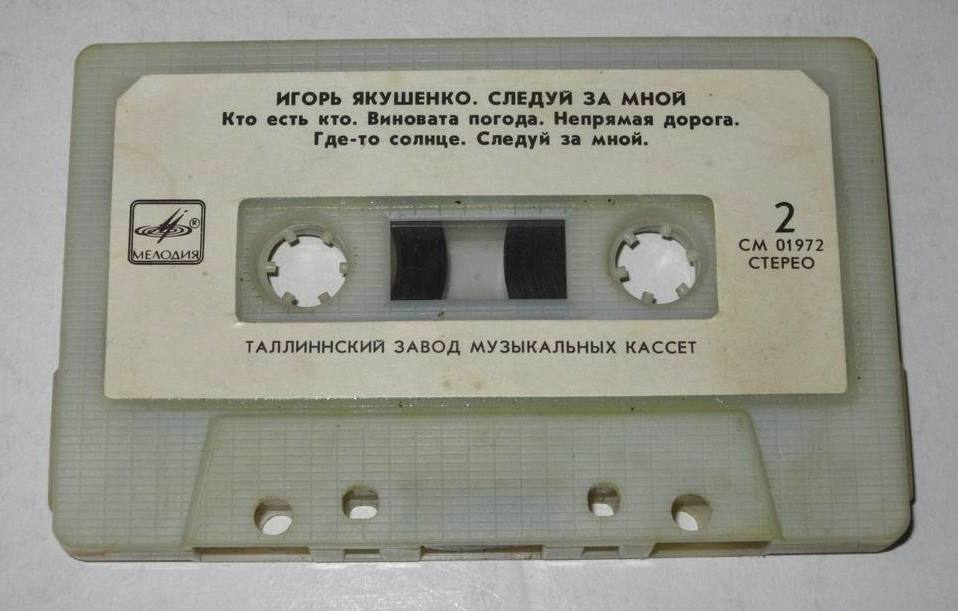 ИГОРЬ ЯКУШЕНКО. СЛЕДУЙ ЗА МНОЙ
Кто есть кто. Виновата погода. Непрямая дорога.
Где-то солнце. Следуй за мной.
®
МЕЛОДИЯ
2
СМ 01972
СТЕРЕО
ТАЛЛИННСКИЙ ЗАВОД МУЗЫКАЛЬНЫХ КАССЕТ